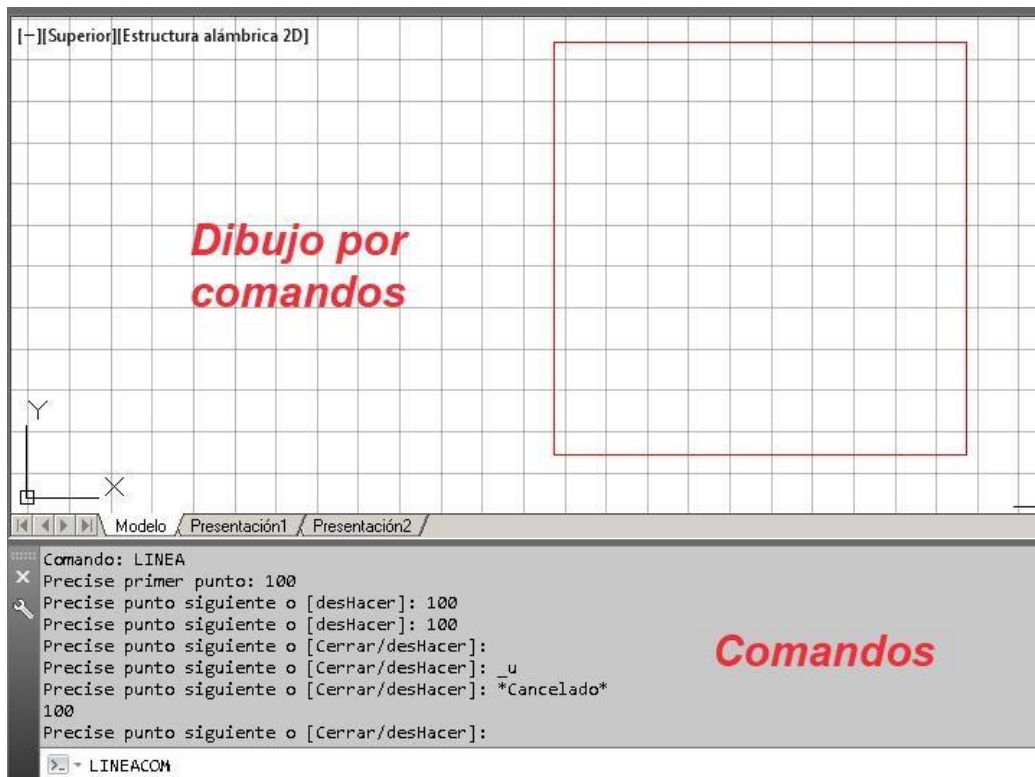 [−][Superior][Estructura alámbrica 2D]
Dibujo por
comandos
Y
X
Modelo / Presentación1 / Presentación2 /
Comando: LINEA
Precise primer punto: 100
Precise punto siguiente o [desHacer]: 100
Precise punto siguiente o [desHacer]: 100
Precise punto siguiente o [Cerrar/desHacer]:
Precise punto siguiente o [Cerrar/desHacer]: _u
Precise punto siguiente o [Cerrar/desHacer]: *Cancelado*
100
Precise punto siguiente o [Cerrar/desHacer]:
Comandos
LINEACOM